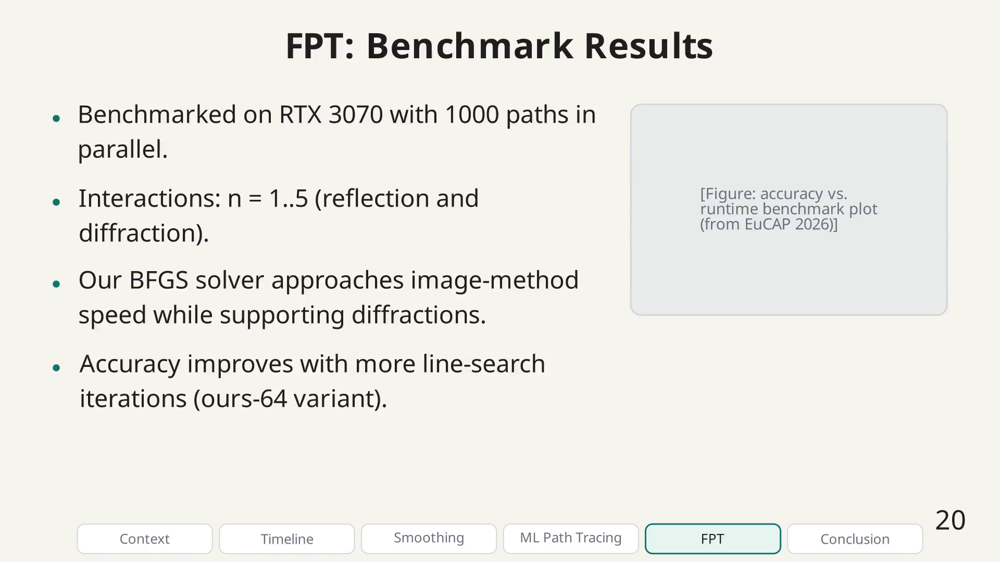 FPT: Benchmark Results
• Benchmarked on RTX 3070 with 1000 paths in
parallel.
• Interactions: n = 1..5 (reflection and
diffraction).
• Our BFGS solver approaches image-method
speed while supporting diffractions.
• Accuracy improves with more line-search
iterations (ours-64 variant).
[Figure: accuracy vs.
runtime benchmark plot
(from EuCAP 2026)]
Context
Timeline
Smoothing
ML Path Tracing
FPT
Conclusion
20